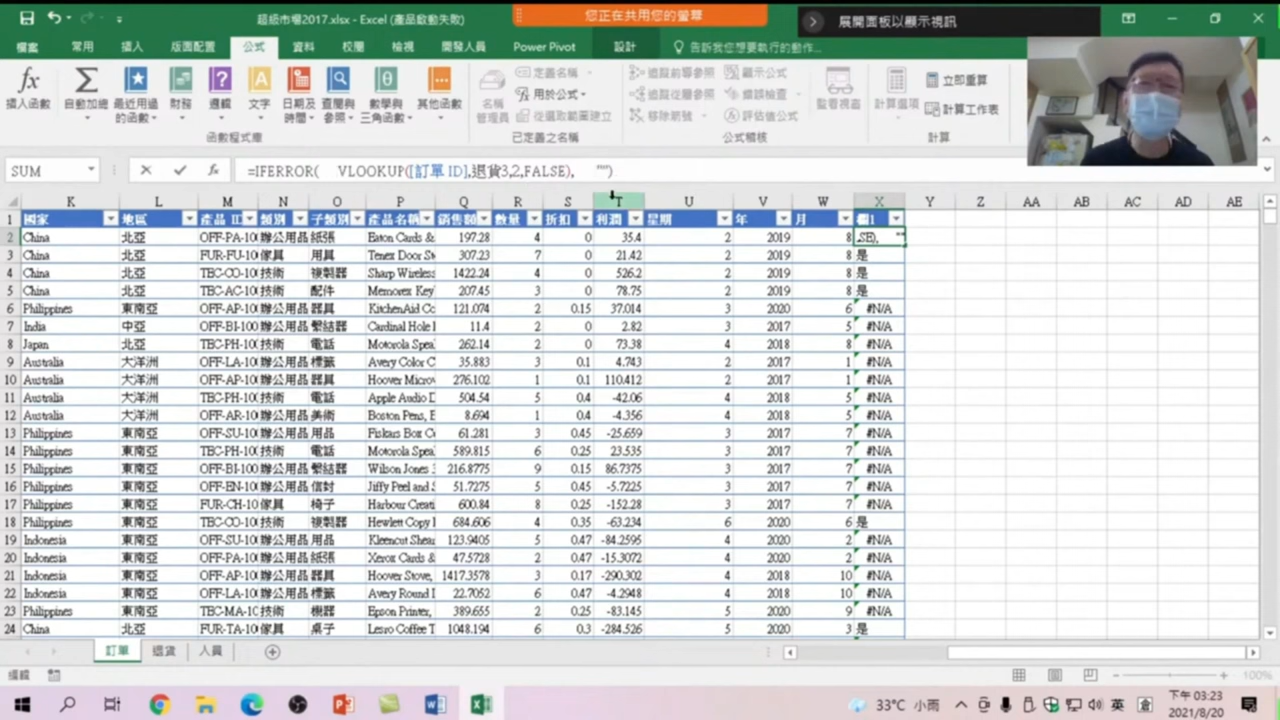 超級市場2017.xlsx - Excel (產品啟動失敗)
您正在共用您的螢幕
展開面板以顯示視訊
檔案 常用 插入 版面配置 公式 資料 校閱 檢視 開發人員 Power Pivot 設計 告訴我您想要執行的動作...
插入函數 自動加總 最近用過的函數 財務 邏輯 文字 日期及時間 查閱與參照 數學與三角函數 其他函數
名稱管理員 定義名稱 用於公式 從選取範圍建立
追蹤前導參照 追蹤從屬參照 移除箭號 顯示公式 錯誤檢查 評估值公式 監看視窗
計算選項 立即重算 計算工作表
函數程式庫 已定義之名稱 公式稽核 計算
SUM =IFERROR( VLOOKUP([訂單 ID],退貨3,2,FALSE), "")
K L M N O P Q R S T U V W X Y Z AA AB AC AD AE
1 國家 地區 產品 ID 類別 子類別 產品名稱 銷售額 數量 折扣 利潤 星期 年 月 欄1
2 China 北亞 OFF-PA-10 辦公用品 紙張 Eaton Cards & 197.28 4 0 35.4 2 2019 8 .SE), ""
3 China 北亞 FUR-FU-10 傢具 用具 Tenex Door St 307.23 7 0 21.42 2 2019 8 是
4 China 北亞 TEC-CO-10 技術 複製器 Sharp Wireless 1422.24 4 0 526.2 2 2019 8 是
5 China 北亞 TEC-AC-10 技術 配件 Memorex Key 207.45 3 0 78.75 2 2019 8 是
6 Philippines 東南亞 OFF-AP-10 辦公用品 器具 KitchenAid Co 121.074 2 0.15 37.014 3 2020 6 #N/A
7 India 中亞 OFF-BI-100 辦公用品 繫結器 Cardinal Hole 11.4 2 0 2.82 2 2017 5 #N/A
8 Japan 北亞 TEC-PH-10 技術 電話 Motorola Spea 262.14 2 0 73.38 4 2018 8 #N/A
9 Australia 大洋洲 OFF-LA-10 辦公用品 標籤 Avery Color C 35.883 3 0.1 4.743 2 2017 1 #N/A
10 Australia 大洋洲 OFF-AP-10 辦公用品 器具 Hoover Microw 276.102 1 0.1 110.412 2 2017 1 #N/A
11 Australia 大洋洲 TEC-PH-10 技術 電話 Apple Audio D 504.54 5 0.4 -42.06 4 2018 5 #N/A
12 Australia 大洋洲 OFF-AR-10 辦公用品 美術 Boston Pens, E 8.694 1 0.4 -4.356 4 2018 5 #N/A
13 Philippines 東南亞 OFF-SU-10 辦公用品 用品 Fiskars Box C 61.281 3 0.45 -25.659 3 2017 7 #N/A
14 Philippines 東南亞 TEC-PH-10 技術 電話 Motorola Spea 589.815 6 0.25 23.535 3 2017 7 #N/A
15 Philippines 東南亞 OFF-BI-100 辦公用品 繫結器 Wilson Jones 216.8775 9 0.15 86.7375 3 2017 7 #N/A
16 Philippines 東南亞 OFF-EN-10 辦公用品 信封 Jiffy Peel and 51.7275 5 0.45 -5.7225 3 2017 7 #N/A
17 Philippines 東南亞 FUR-CH-10 傢具 椅子 Harbour Creati 600.84 8 0.25 -152.28 3 2017 7 #N/A
18 Philippines 東南亞 TEC-CO-10 技術 複製器 Hewlett Copy 684.606 4 0.35 -63.234 6 2020 6 是
19 Indonesia 東南亞 OFF-SU-10 辦公用品 用品 Kleencut Shear 123.9405 5 0.47 -84.2595 4 2020 2 #N/A
20 Indonesia 東南亞 OFF-PA-10 辦公用品 紙張 Xerox Cards & 47.5728 2 0.47 -15.3072 4 2020 2 #N/A
21 Indonesia 東南亞 OFF-AP-10 辦公用品 器具 Hoover Stove, 1417.3578 3 0.17 -290.302 4 2018 10 #N/A
22 Indonesia 東南亞 OFF-LA-10 辦公用品 標籤 Avery Round 22.7052 6 0.47 -4.2948 4 2018 10 #N/A
23 Philippines 東南亞 TEC-MA-10 技術 機器 Epson Printer, 389.655 2 0.25 -83.145 5 2020 9 #N/A
24 China 北亞 FUR-TA-10 傢具 桌子 Lesro Coffee T 1048.194 6 0.3 -284.526 5 2020 3 是
訂單 退貨 人員
編輯 100%
33°C 小雨 英 下午 03:23
2021/8/20